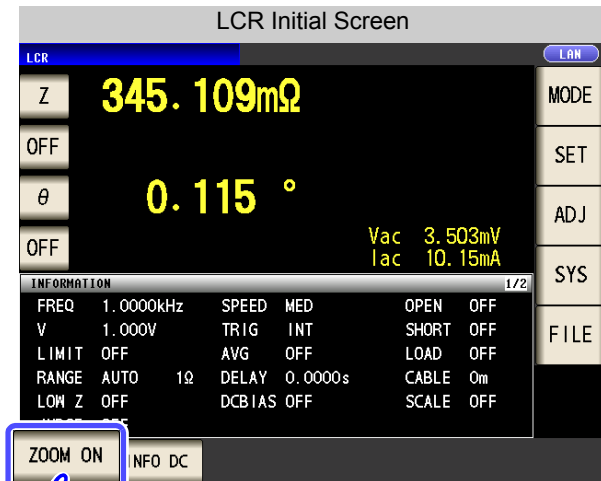 LCR Initial Screen
LCR
LAN
Z 345.109mΩ
MODE
OFF
SET
θ 0.115 °
ADJ
OFF
Vac 3.503mV
Iac 10.15mA
SYS
INFORMATION 1/2
FREQ 1.0000kHz SPEED MED OPEN OFF
V 1.000V TRIG INT SHORT OFF
FILE
LIMIT OFF AVG OFF LOAD OFF
RANGE AUTO 1Ω DELAY 0.0000s CABLE 0m
LOW Z OFF DCBIAS OFF SCALE OFF
ZOOM ON
INFO DC